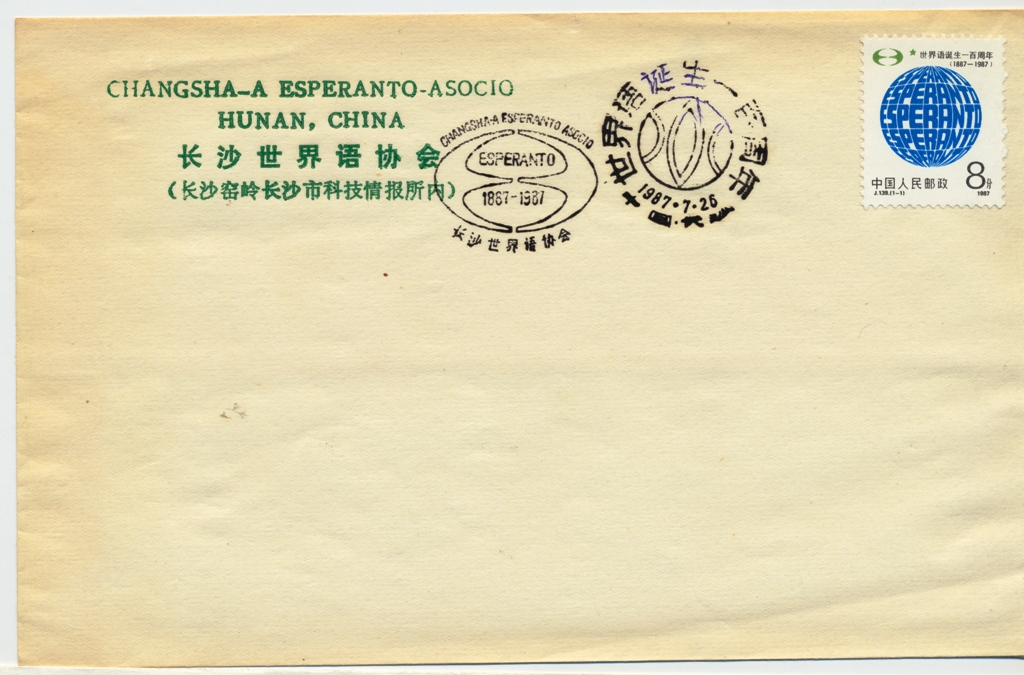 CHANGSHA-A ESPERANTO-ASOCIO
HUNAN, CHINA
长沙世界语协会
(长沙窑岭长沙市科技情报所内)
CHANGSHA-A ESPERANTO ASOCIO
ESPERANTO
1887-1987
长沙世界语协会
世界语诞生一百周年
1987·7·26
中国·长沙
世界语诞生一百周年
(1887-1987)
ESPERANTO
ESPERANTO
ESPERANTO
中国人民邮政
8分
J.139.(1-1)
1987